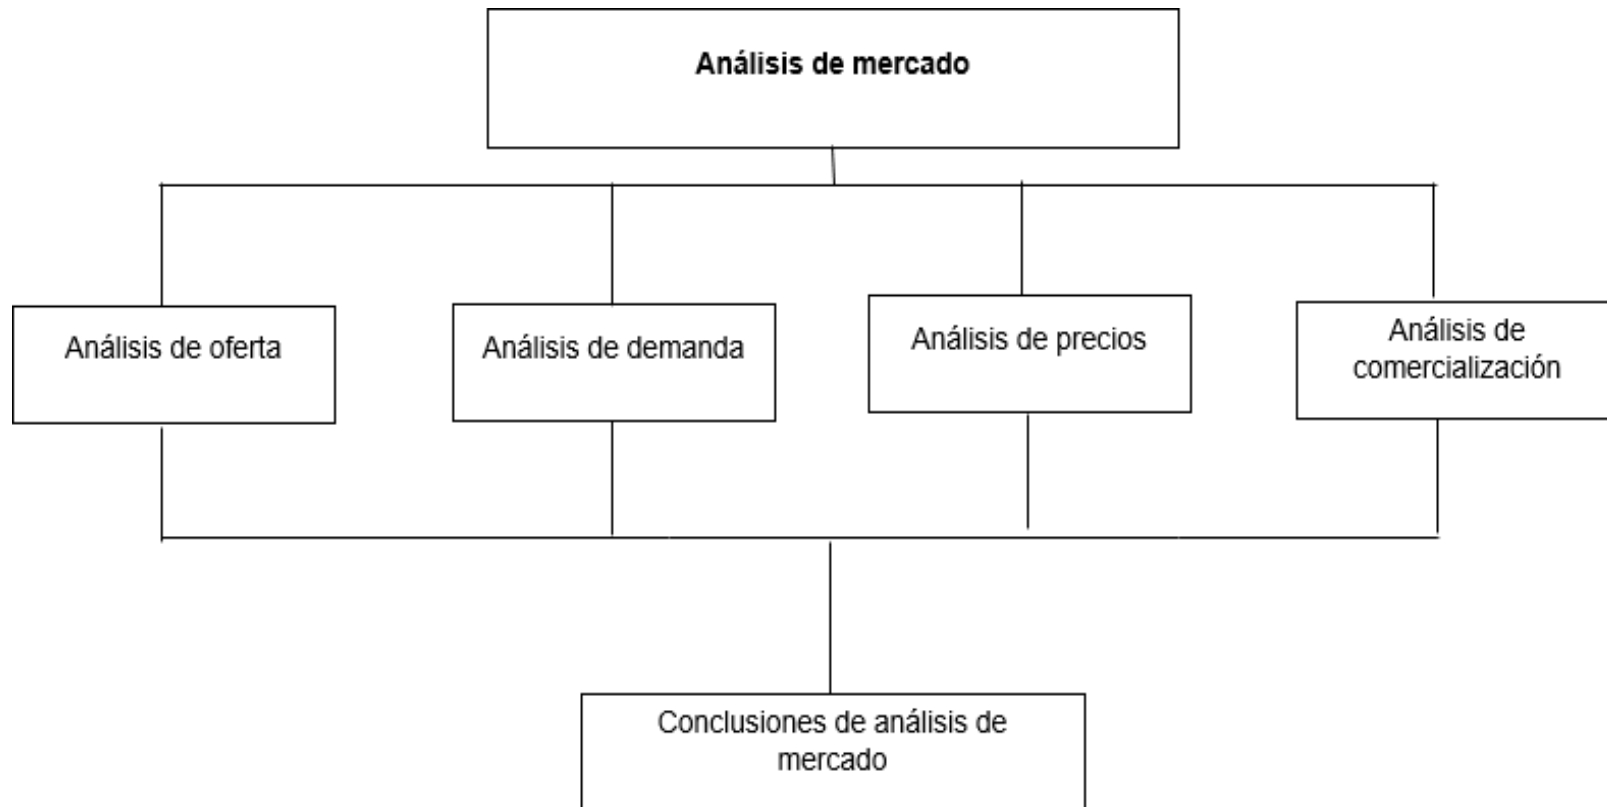 Análisis de mercado
Análisis de oferta
Análisis de demanda
Análisis de precios
Análisis de
comercialización
Conclusiones de análisis de
mercado